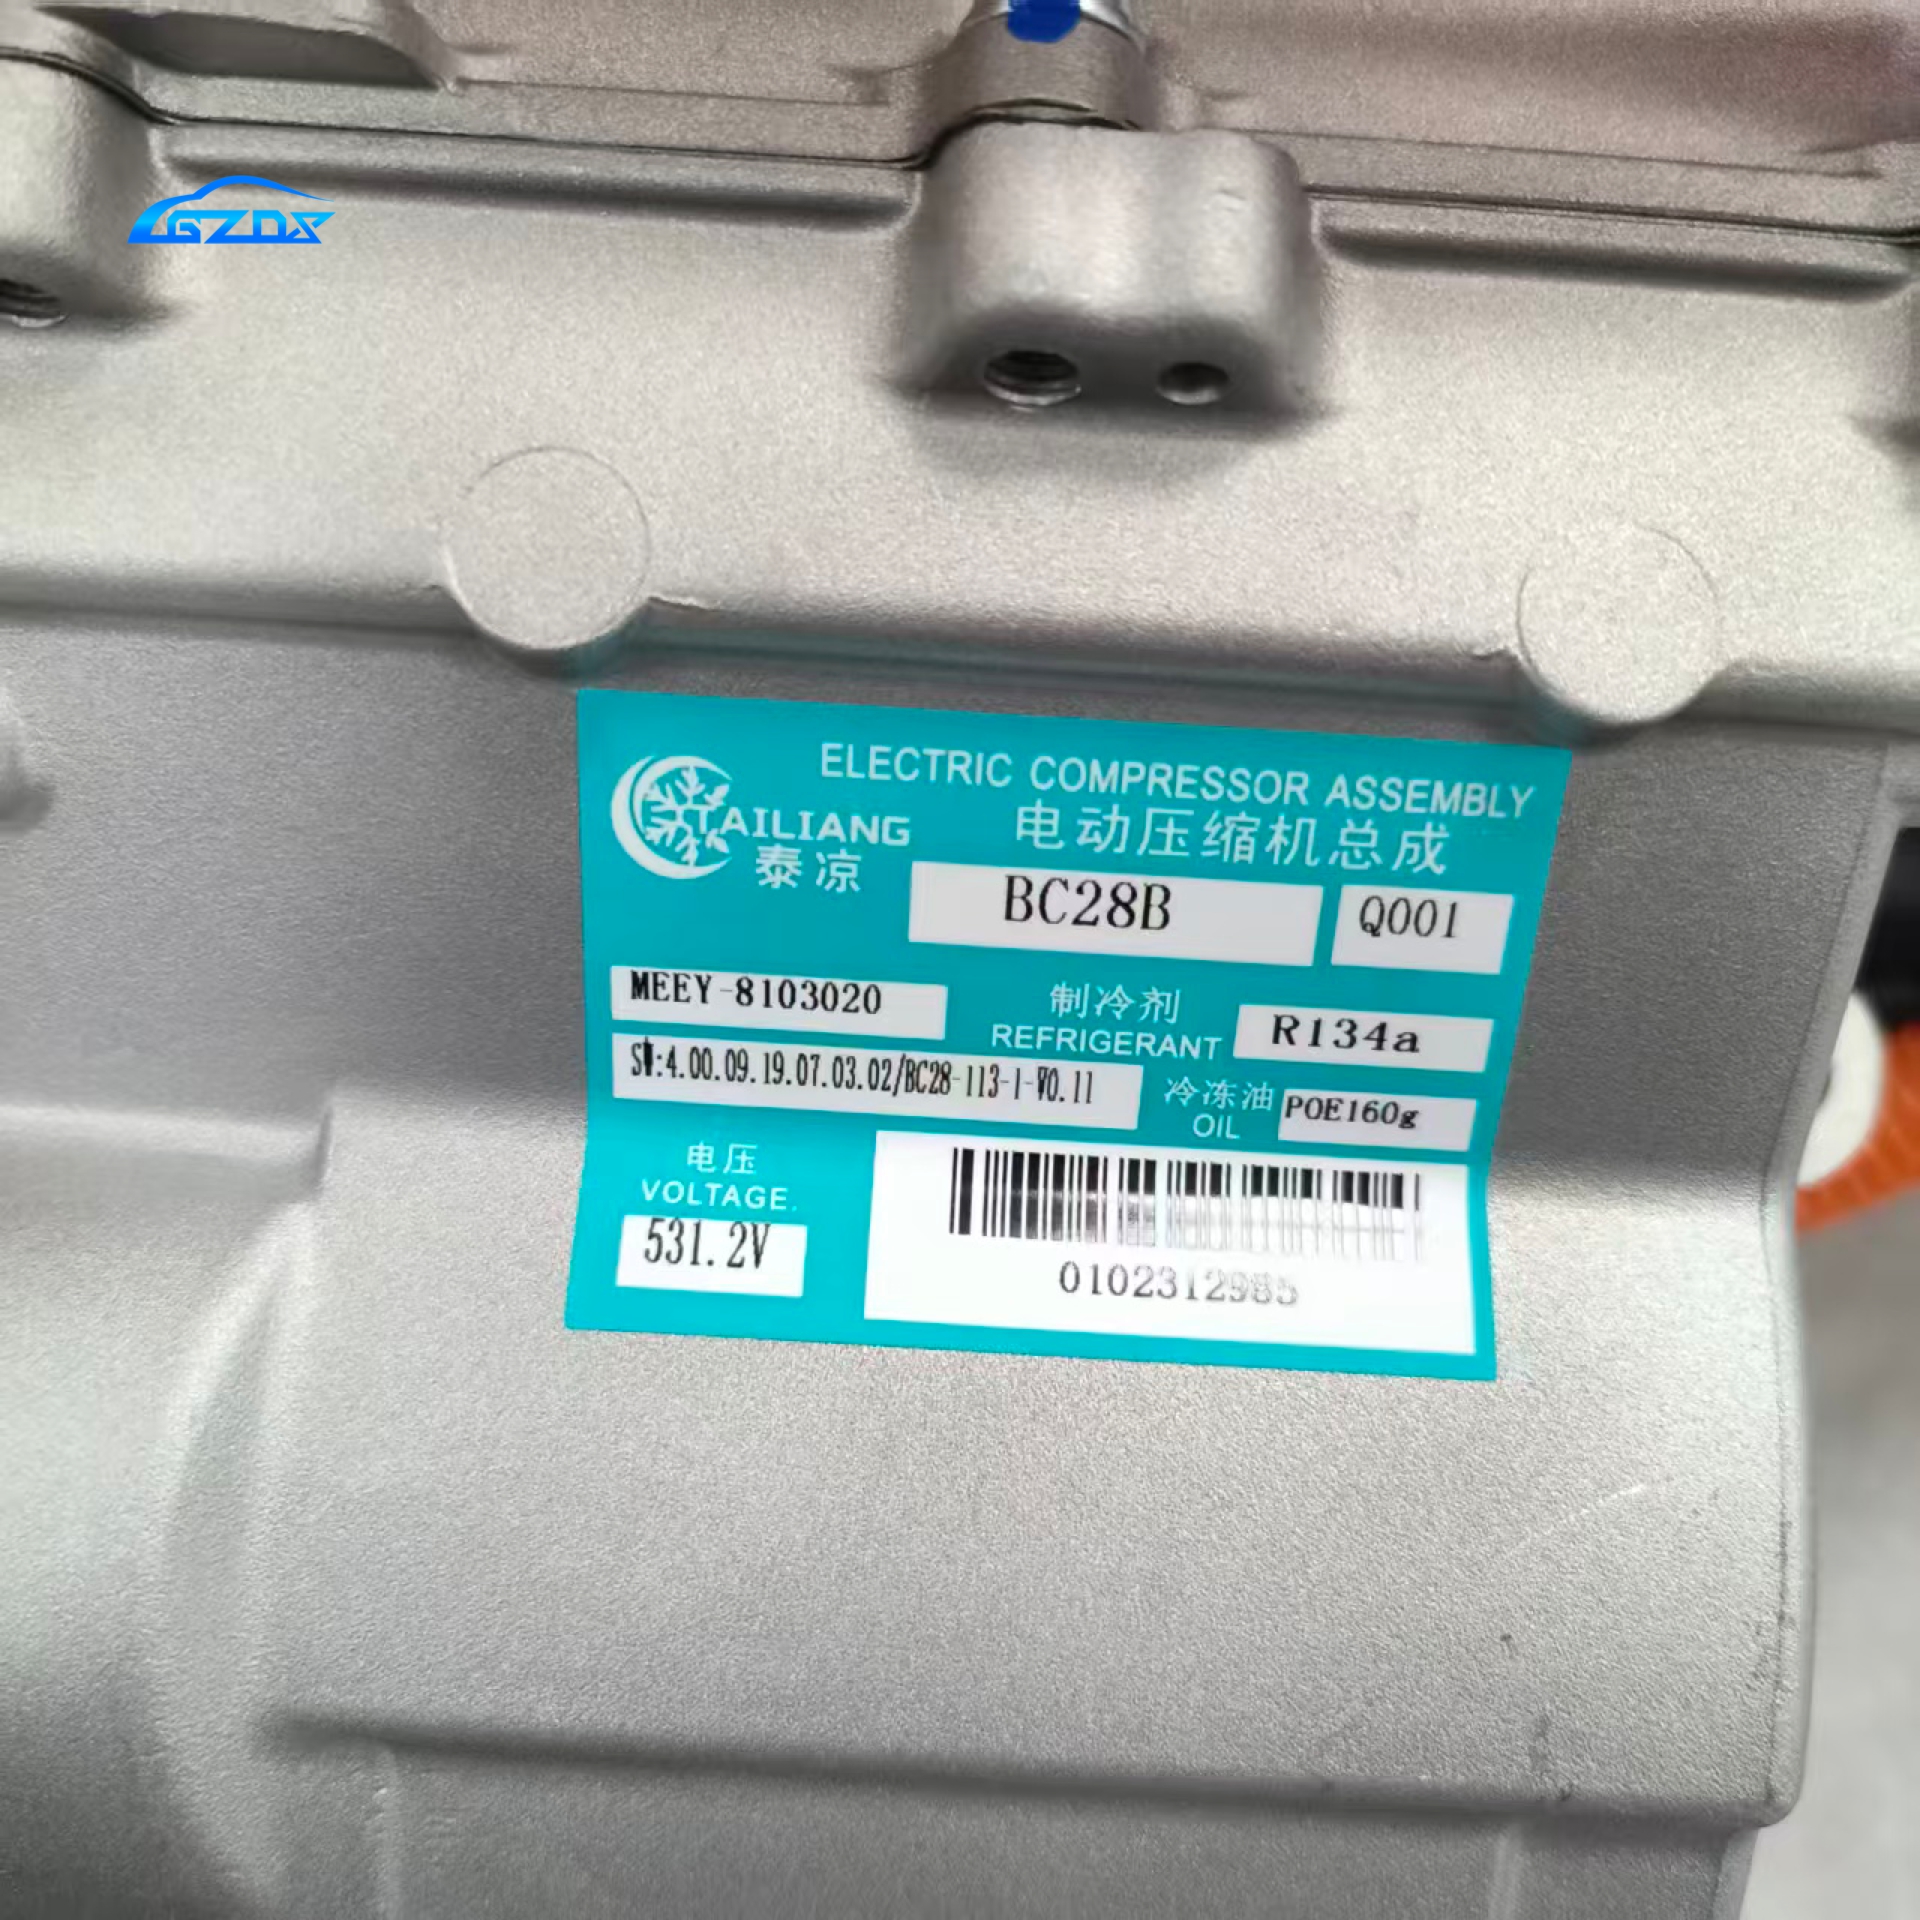 GZDS
ELECTRIC COMPRESSOR ASSEMBLY
TAILIANG
电动压缩机总成
泰凉
BC28B
Q001
MEEY-8103020
制冷剂
REFRIGERANT
R134a
SW:4.00.09.19.07.03.02/BC28-113-1-V0.11
冷冻油
OIL
POE160g
电压
VOLTAGE.
531.2V
0102312985